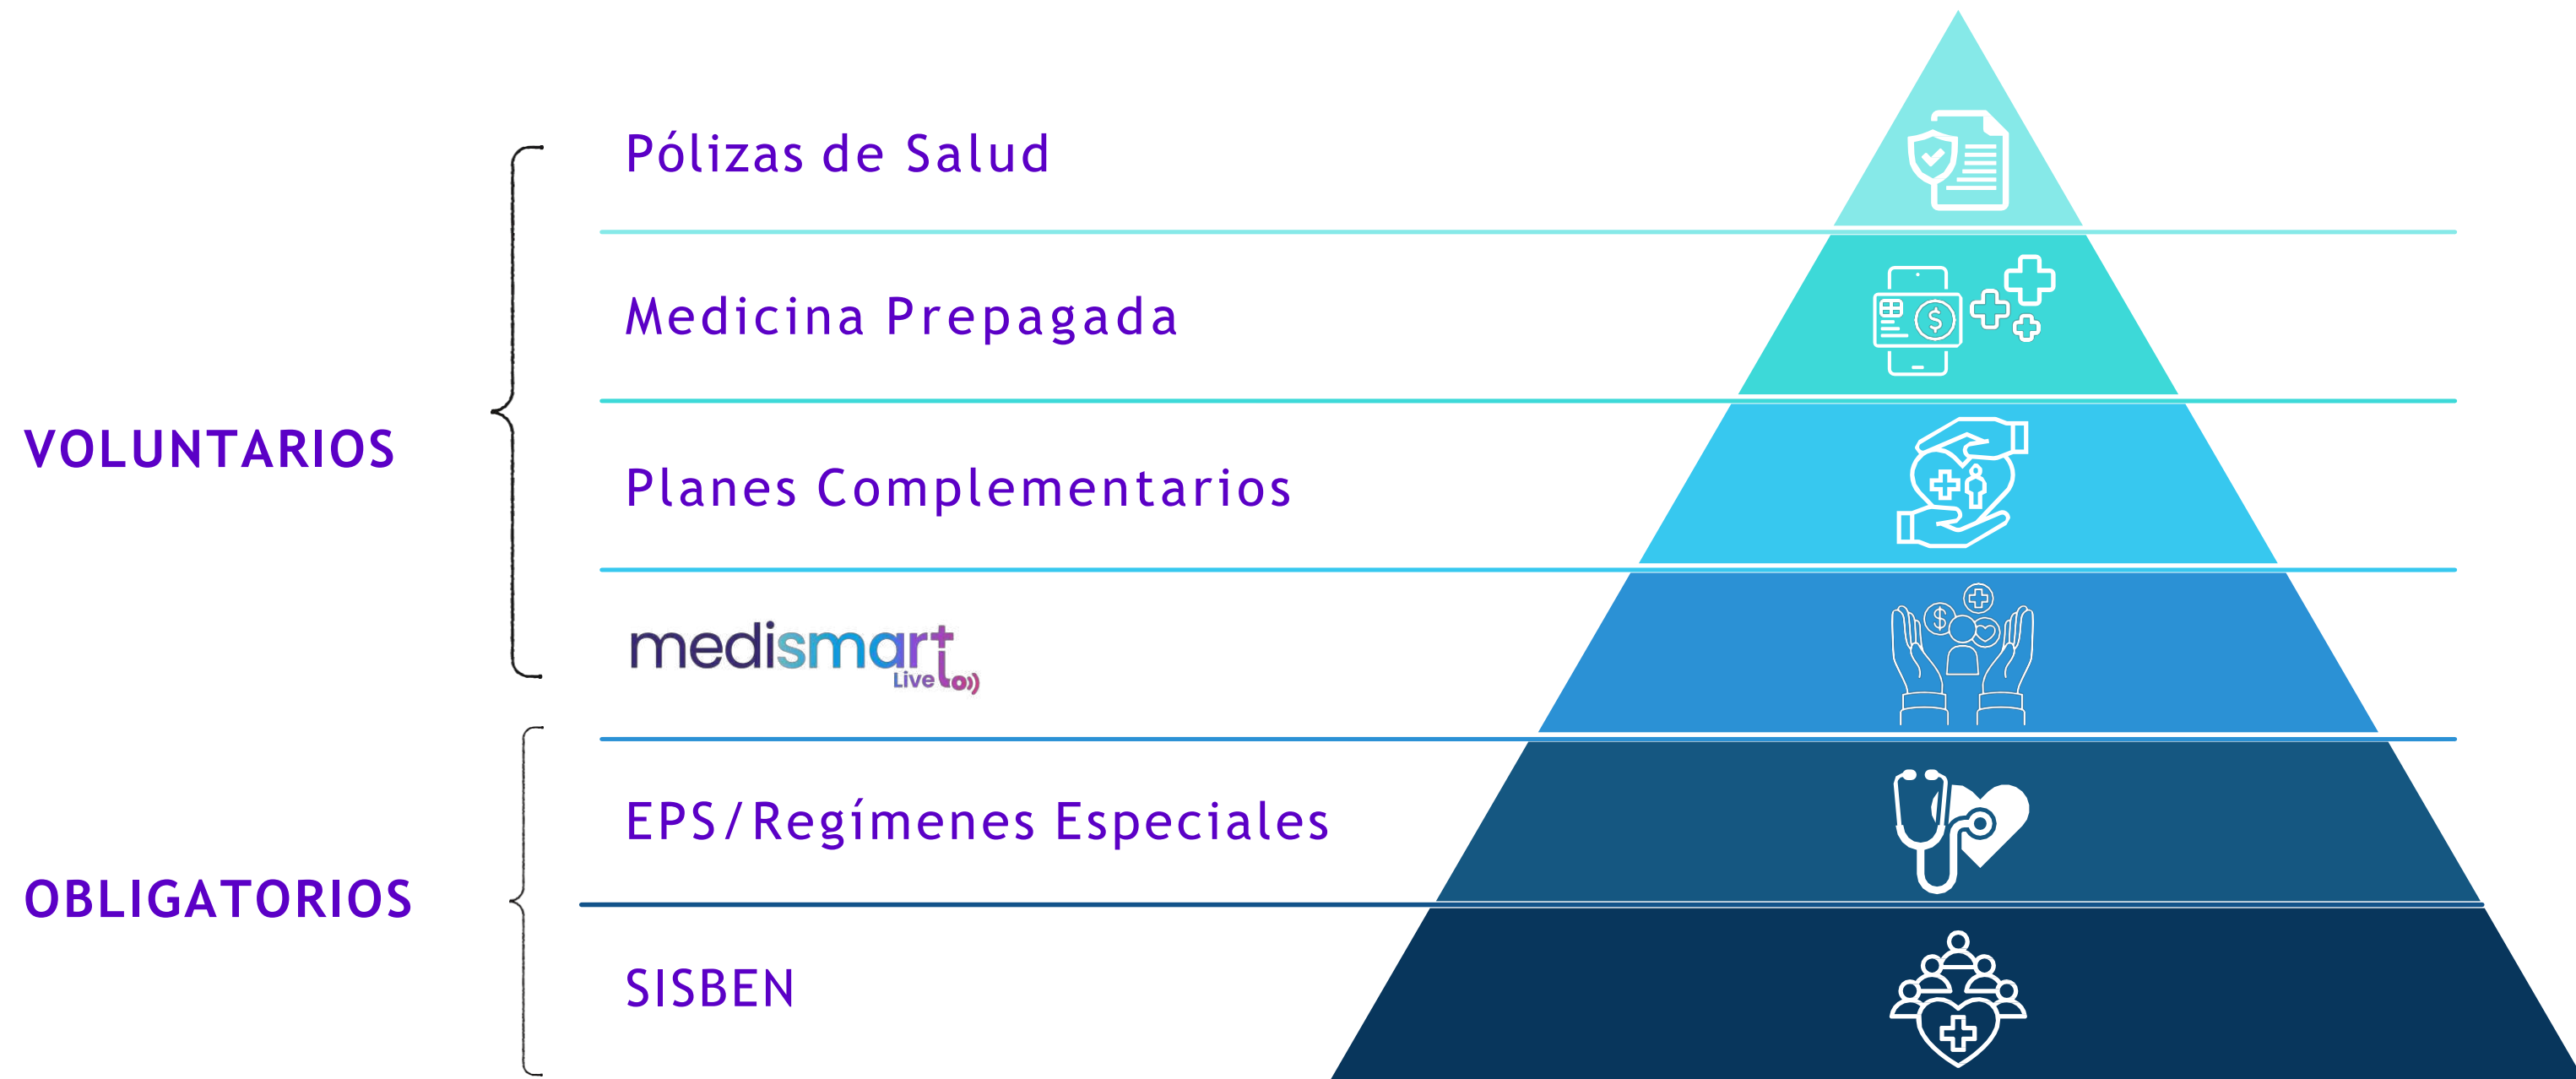 Pólizas de Salud
Medicina Prepagada
VOLUNTARIOS
Planes Complementarios
medismart
Live
EPS/Regímenes Especiales
OBLIGATORIOS
SISBEN